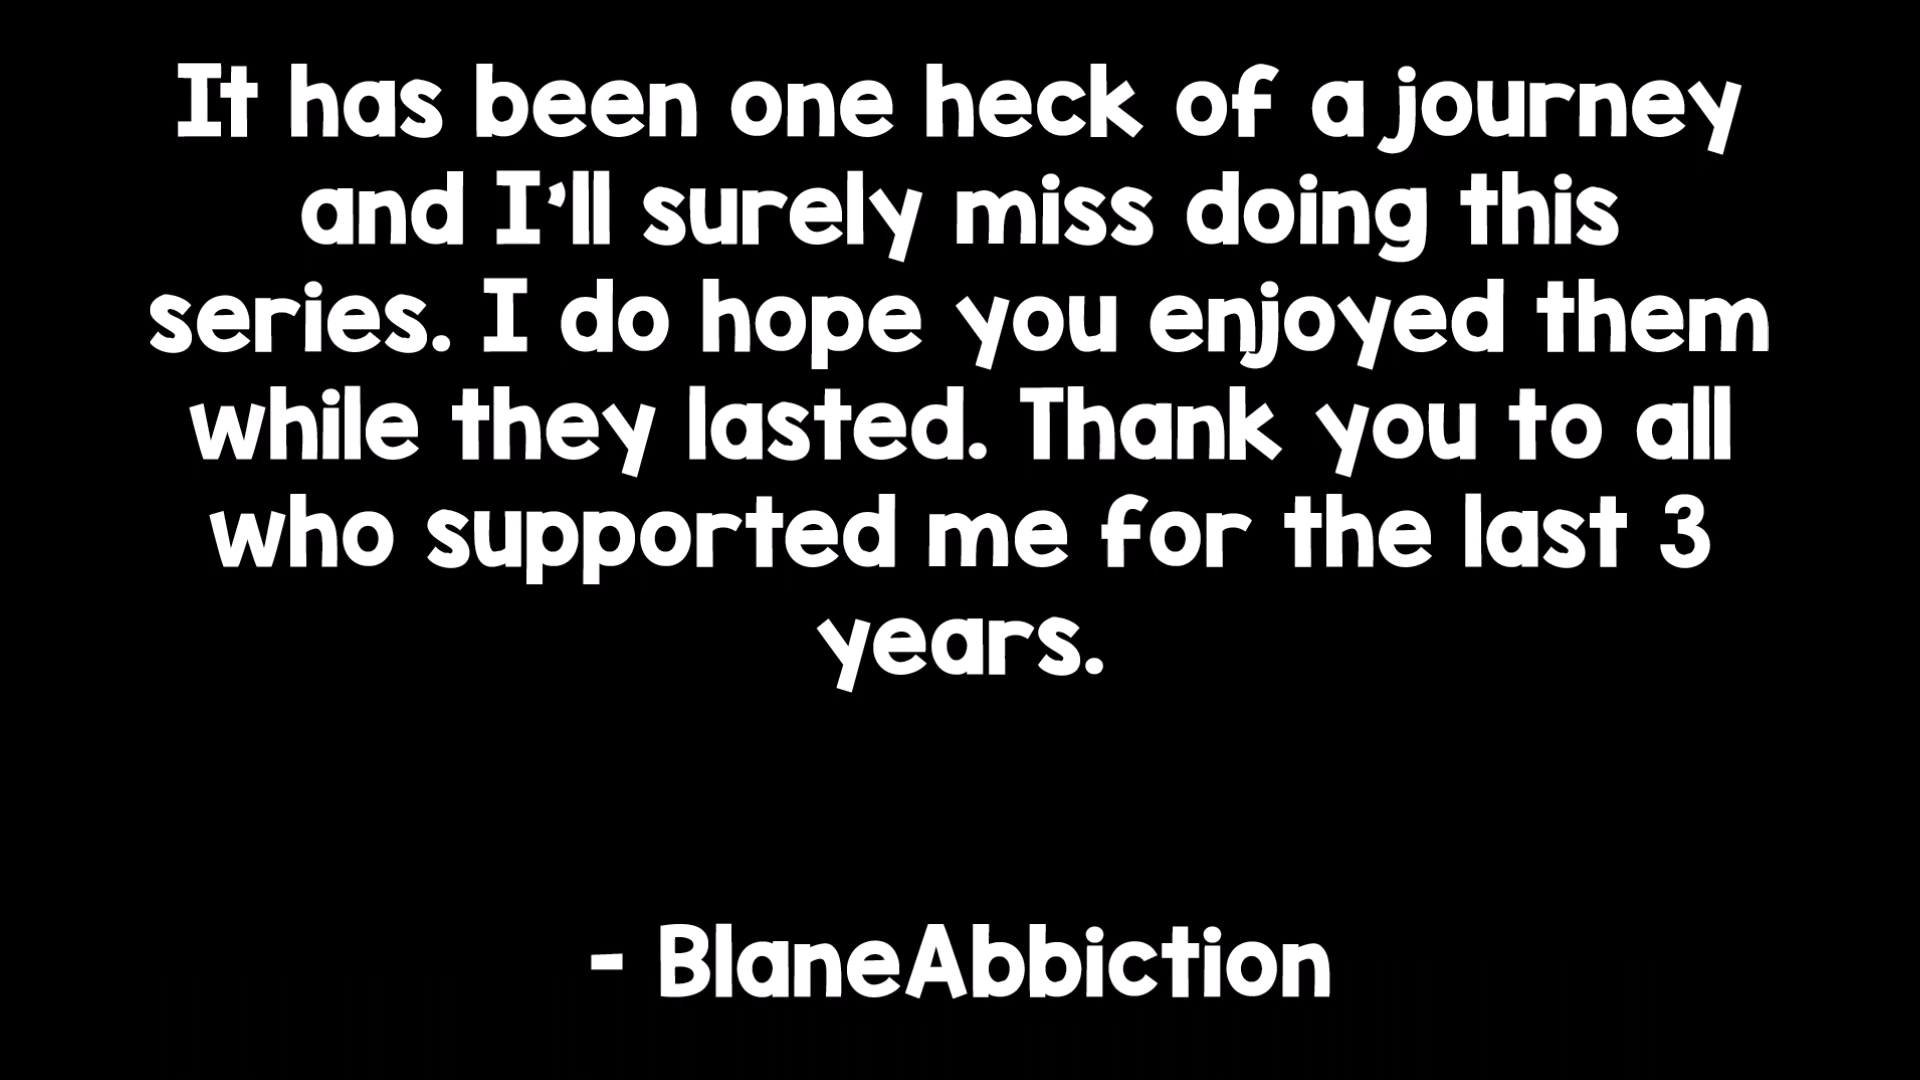 It has been one heck of a journey
and I'll surely miss doing this
series. I do hope you enjoyed them
while they lasted. Thank you to all
who supported me for the last 3
years.
- BlaneAbbiction